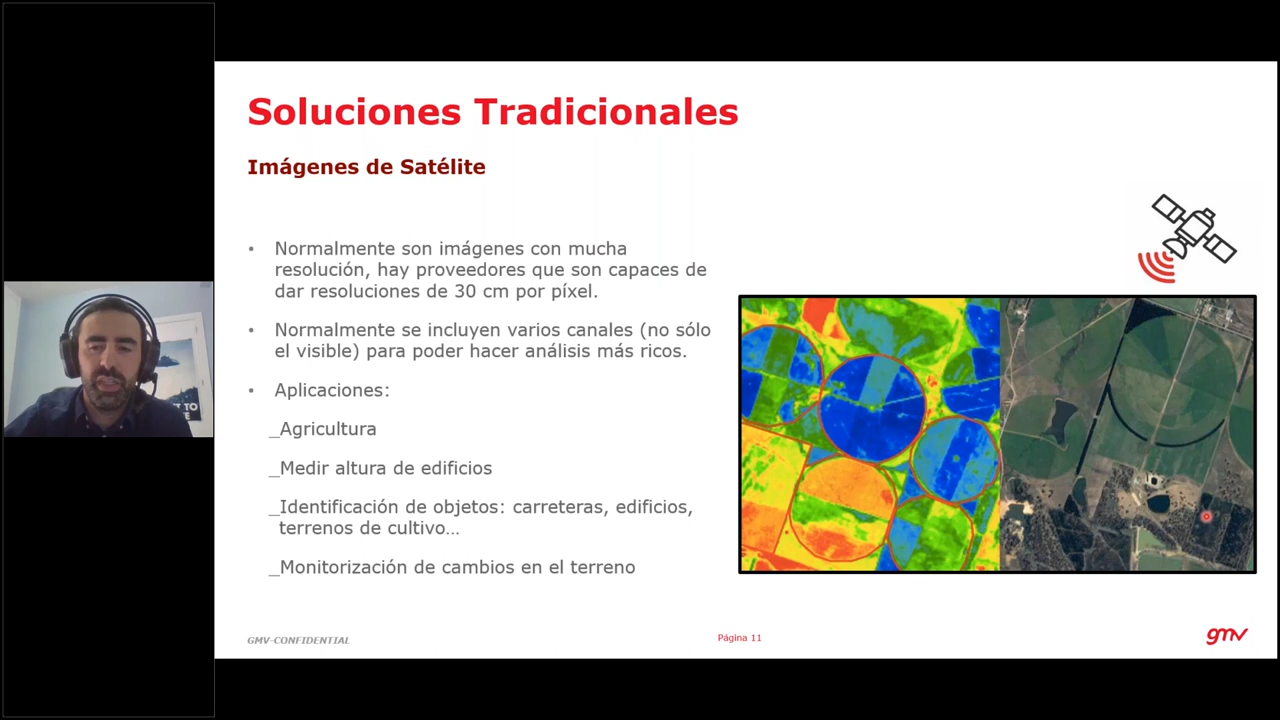 Soluciones Tradicionales
Imágenes de Satélite
• Normalmente son imágenes con mucha
resolución, hay proveedores que son capaces de
dar resoluciones de 30 cm por píxel.
• Normalmente se incluyen varios canales (no sólo
el visible) para poder hacer análisis más ricos.
• Aplicaciones:
_Agricultura
_Medir altura de edificios
_Identificación de objetos: carreteras, edificios,
terrenos de cultivo…
_Monitorización de cambios en el terreno
GMV-CONFIDENTIAL
Página 11
gmv